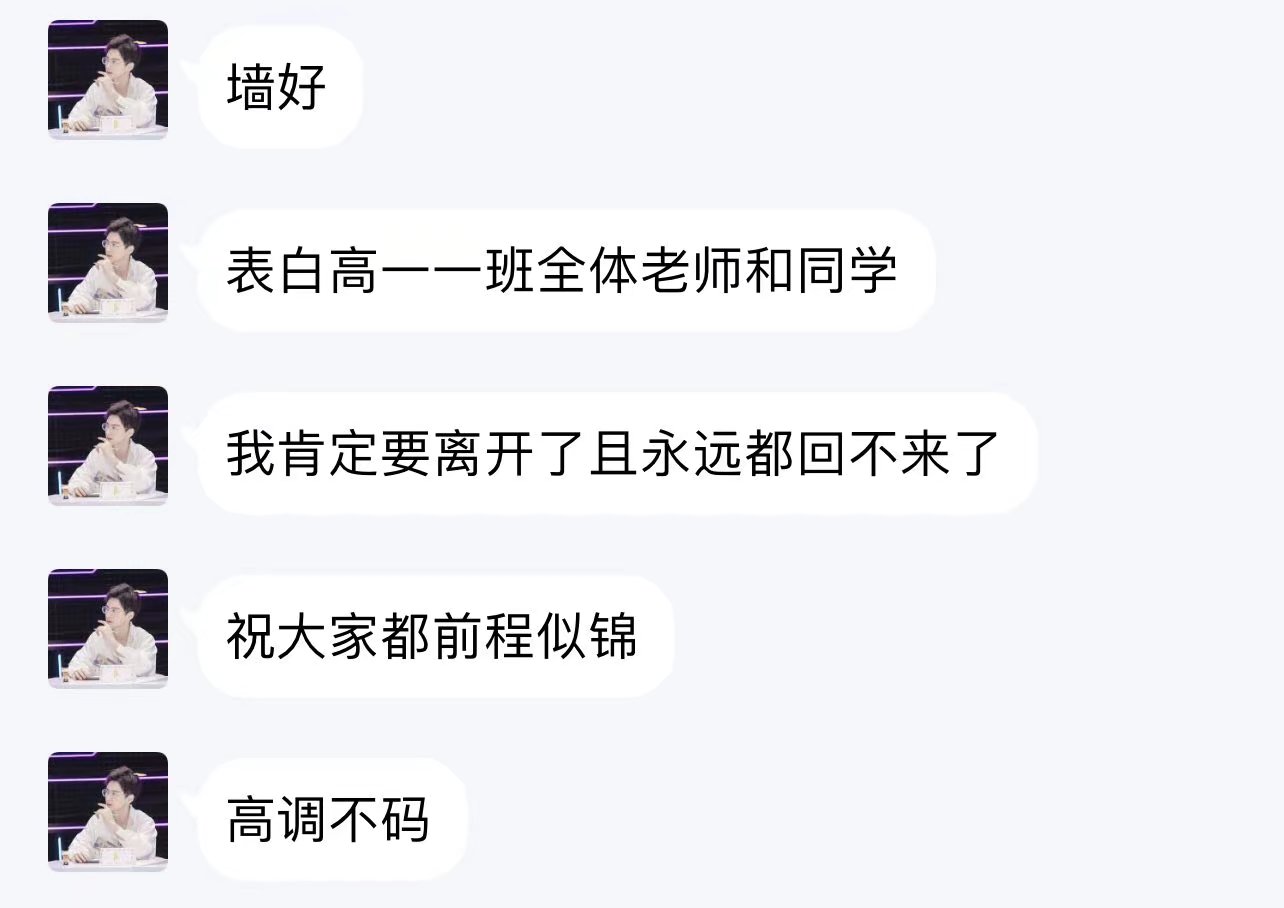 墙好
表白高一一班全体老师和同学
我肯定要离开了且永远都回不来了
祝大家都前程似锦
高调不码